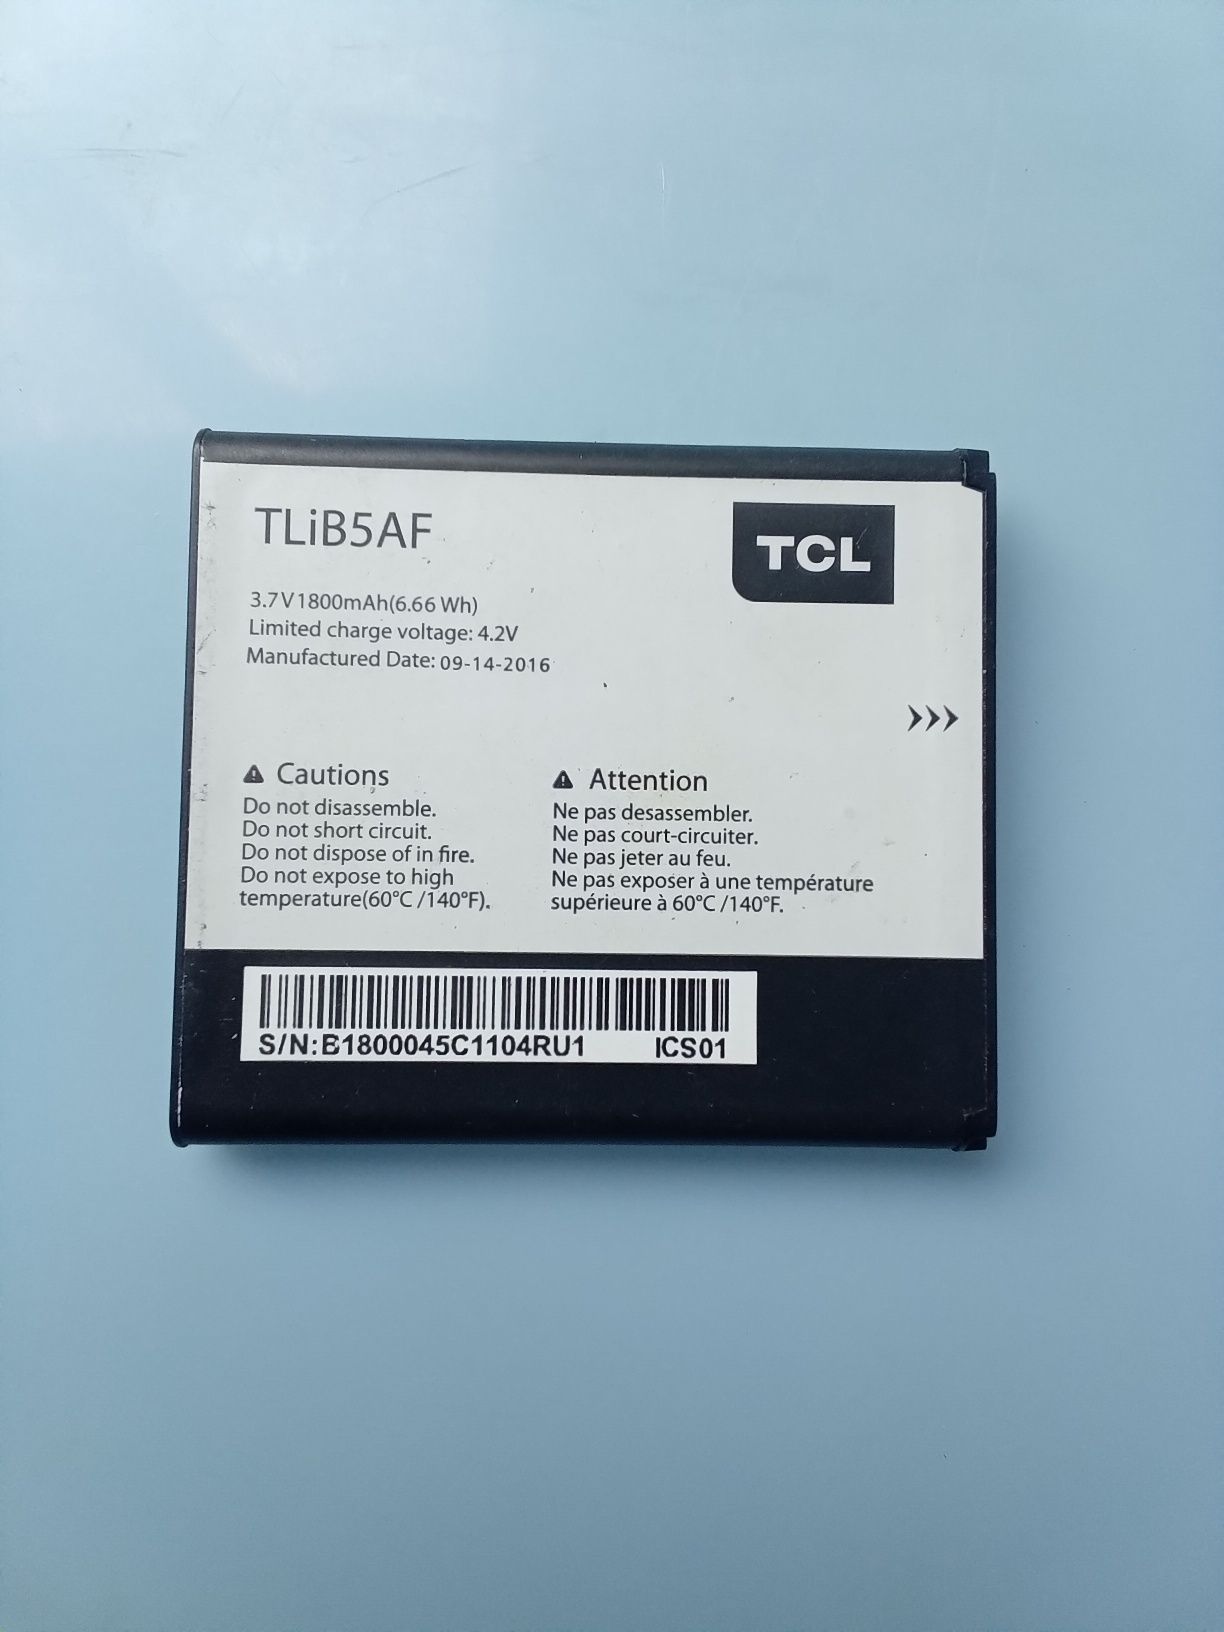 TLiB5AF
TCL
3.7V1800mAh(6.66 Wh)
Limited charge voltage: 4.2V
Manufactured Date: 09-14-2016
Cautions
Do not disassemble.
Do not short circuit.
Do not dispose of in fire.
Do not expose to high
temperature(60°C /140°F).
Attention
Ne pas desassembler.
Ne pas court-circuiter.
Ne pas jeter au feu.
Ne pas exposer à une température
supérieure à 60°C /140°F.
S/N:B1800045C1104RU1 ICS01